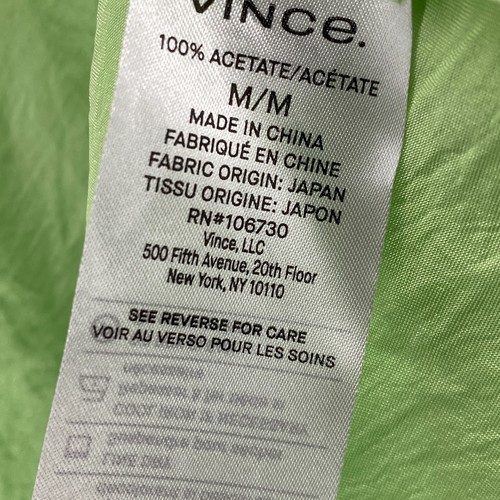 VINCE.
100% ACETATE/ACÉTATE
M/M
MADE IN CHINA
FABRIQUÉ EN CHINE
FABRIC ORIGIN: JAPAN
TISSU ORIGINE: JAPON
RN#106730
Vince, LLC
500 Fifth Avenue, 20th Floor
New York, NY 10110
SEE REVERSE FOR CARE
VOIR AU VERSO POUR LES SOINS